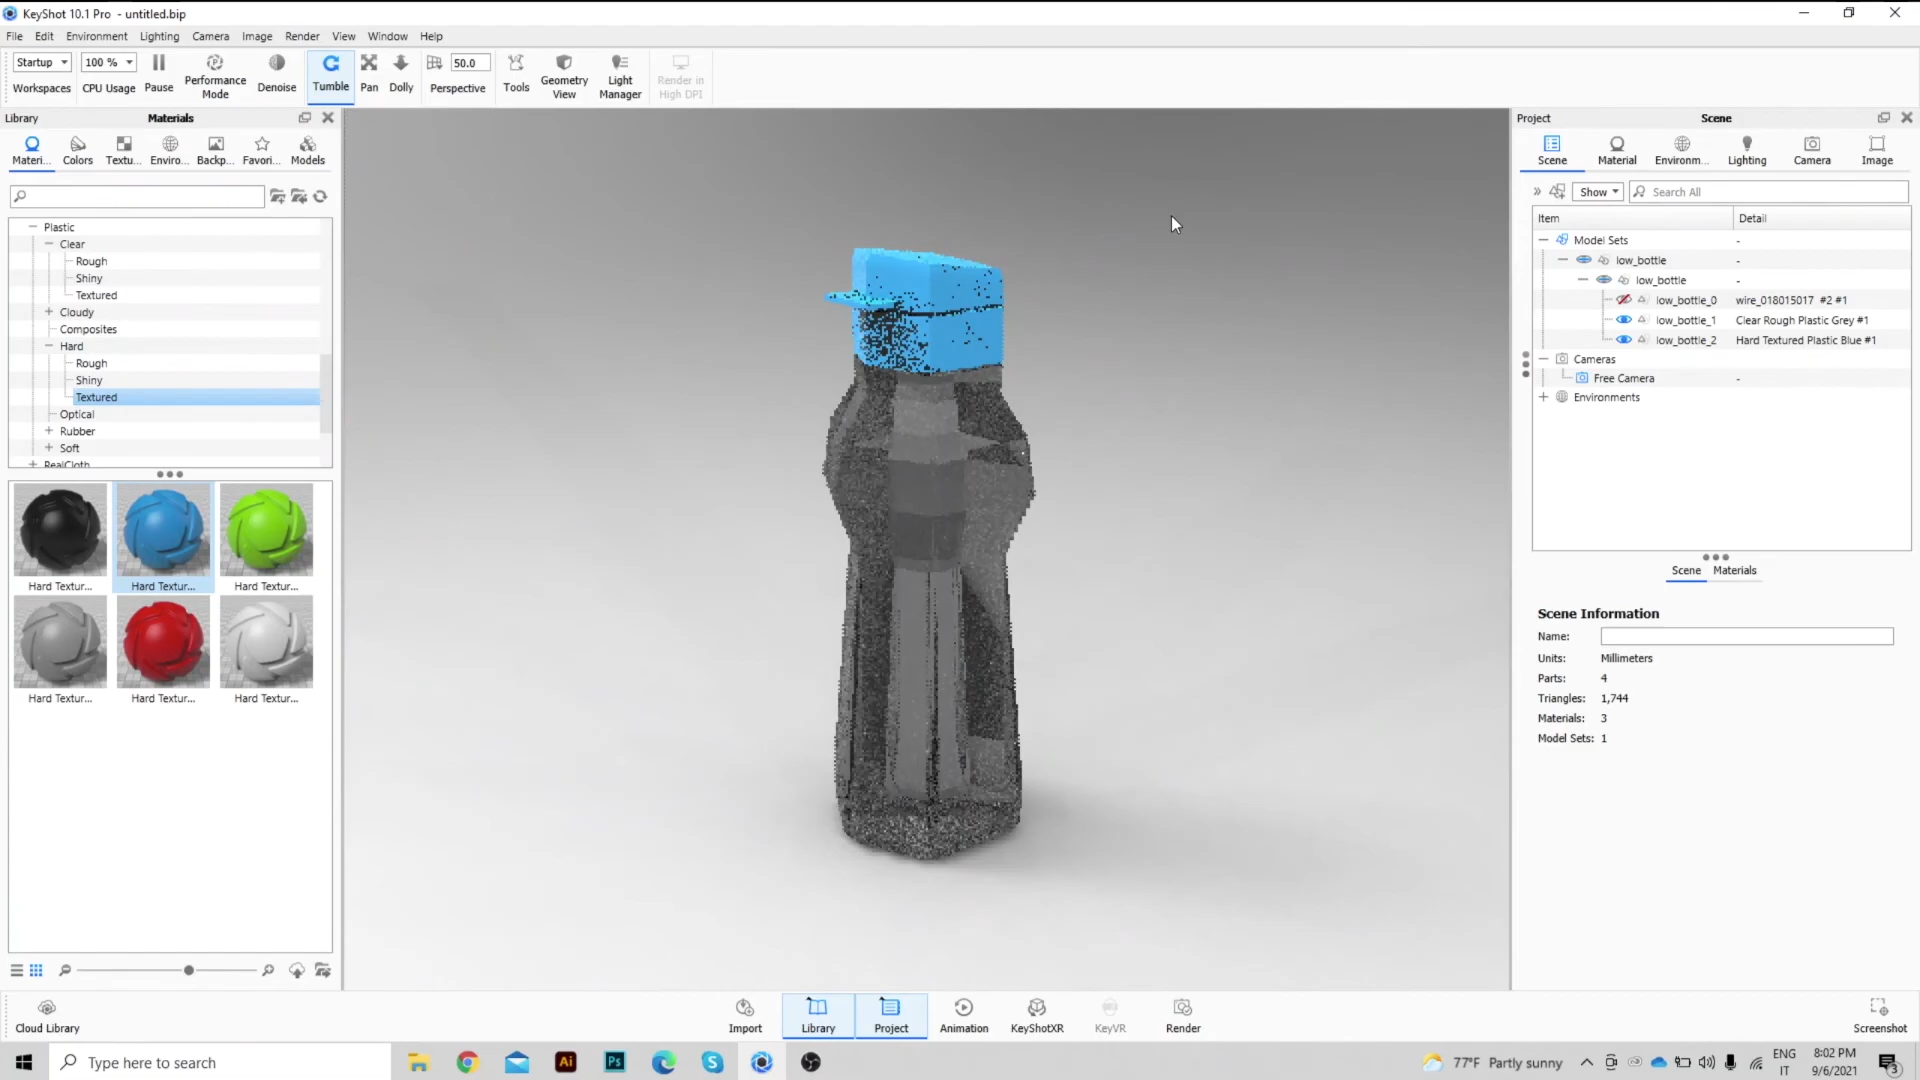 KeyShot 10.1 Pro - untitled.bip
File Edit Environment Lighting Camera Image Render View Window Help
Startup 100 % 50.0
Workspaces CPU Usage Pause Performance Mode Denoise Tumble Pan Dolly Perspective Tools Geometry View Light Manager Render in High DPI
Library Materials
Materi... Colors Textu... Enviro... Backp... Favori... Models
Plastic
Clear
Rough
Shiny
Textured
Cloudy
Composites
Hard
Rough
Shiny
Textured
Optical
Rubber
Soft
RealCloth
Hard Textur... Hard Textur... Hard Textur...
Hard Textur... Hard Textur... Hard Textur...
Project Scene
Scene Material Environm... Lighting Camera Image
Show Search All
Item Detail
Model Sets -
low_bottle -
low_bottle -
low_bottle_0 wire_018015017 #2 #1
low_bottle_1 Clear Rough Plastic Grey #1
low_bottle_2 Hard Textured Plastic Blue #1
Cameras
Free Camera -
Environments
Scene Materials
Scene Information
Name:
Units: Millimeters
Parts: 4
Triangles: 1,744
Materials: 3
Model Sets: 1
Cloud Library Import Library Project Animation KeyShotXR KeyVR Render Screenshot
Type here to search
Ai Ps S
77°F Partly sunny
ENG
IT
8:02 PM
9/6/2021
3